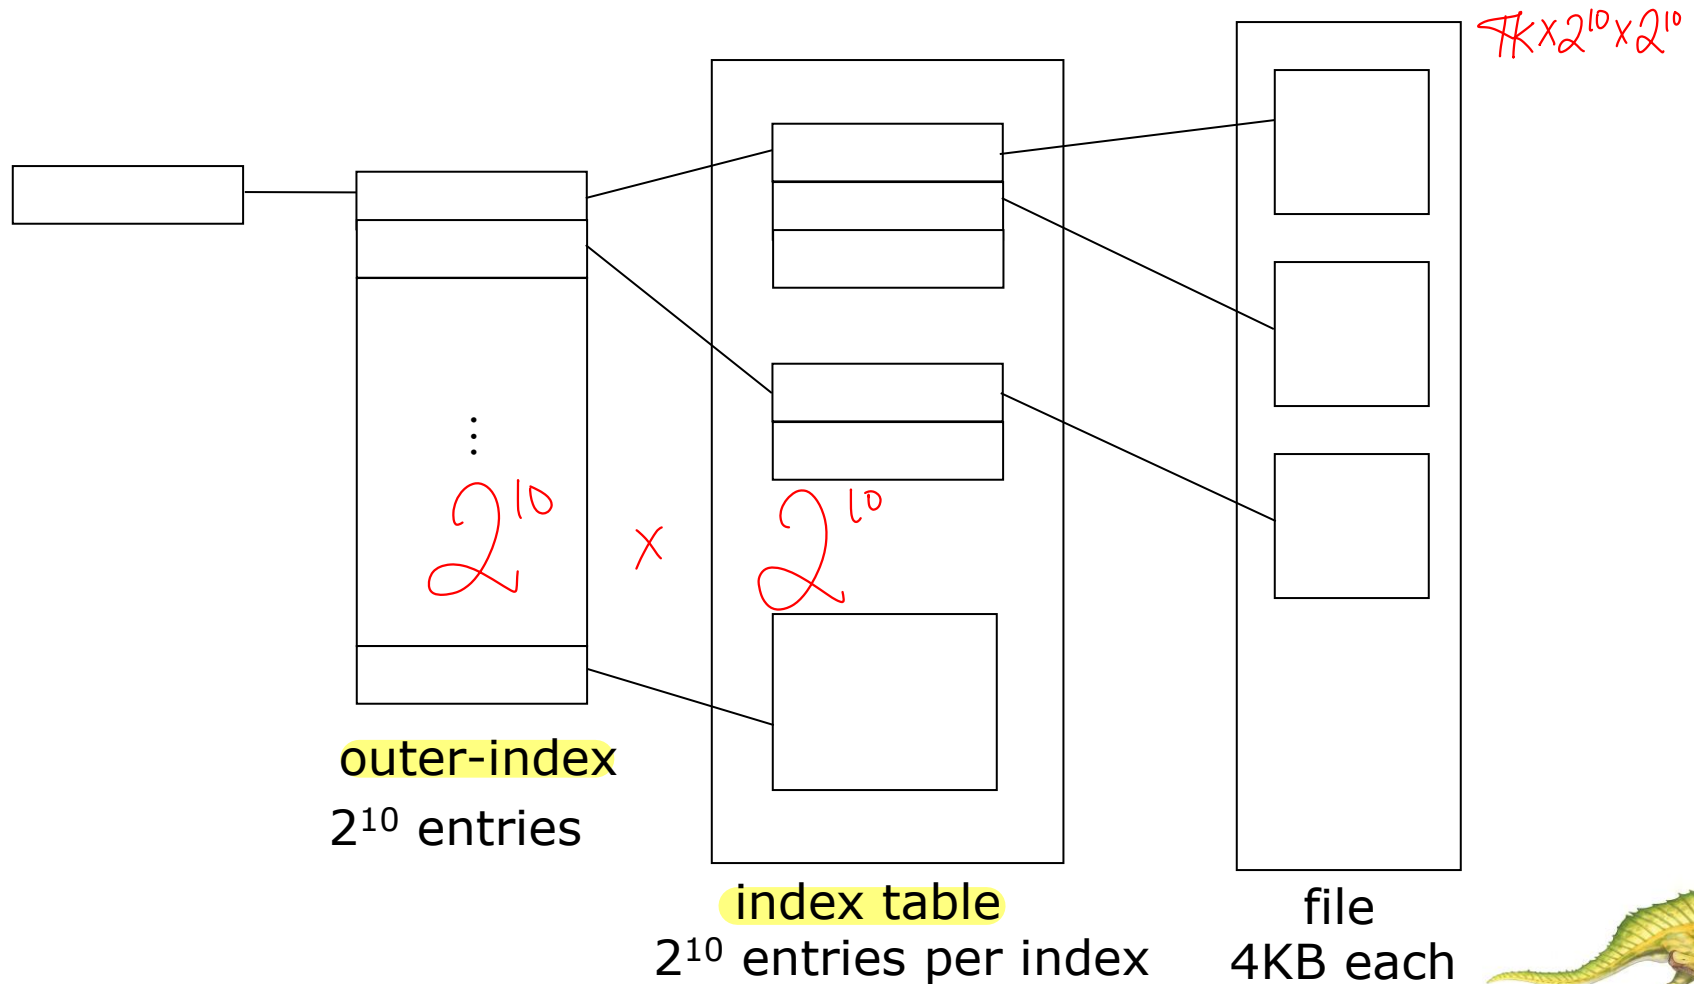 4K×2¹⁰×2¹⁰
⋮
2¹⁰ × 2¹⁰
outer-index
2¹⁰ entries
index table
2¹⁰ entries per index
file
4KB each